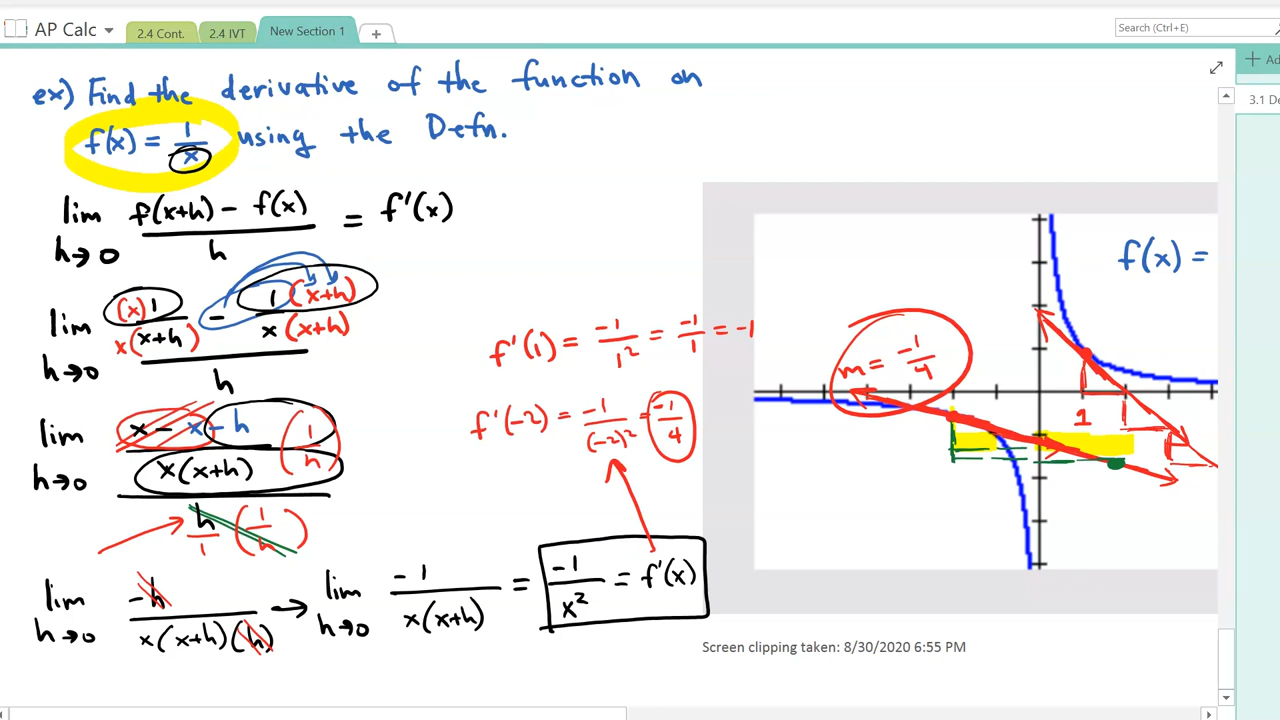 AP Calc
2.4 Cont.
2.4 IVT
New Section 1
+
Search (Ctrl+E)
+ Ad
3.1 De
ex) Find the derivative of the function on
f(x) = 1/x using the Defn.
lim h→0 (f(x+h) - f(x))/h = f'(x)
lim h→0 ((x)1/x(x+h) - 1(x+h)/x(x+h))/h
lim h→0 ((x - x - h)/(x(x+h)) (1/h))/(h/1 (1/h))
lim h→0 -h/(x(x+h)(h)) → lim h→0 -1/(x(x+h)) = -1/x² = f'(x)
f'(1) = -1/1² = -1/1 = -1
f'(-2) = -1/(-2)² = -1/4
f(x) =
m = -1/4
1
Screen clipping taken: 8/30/2020 6:55 PM